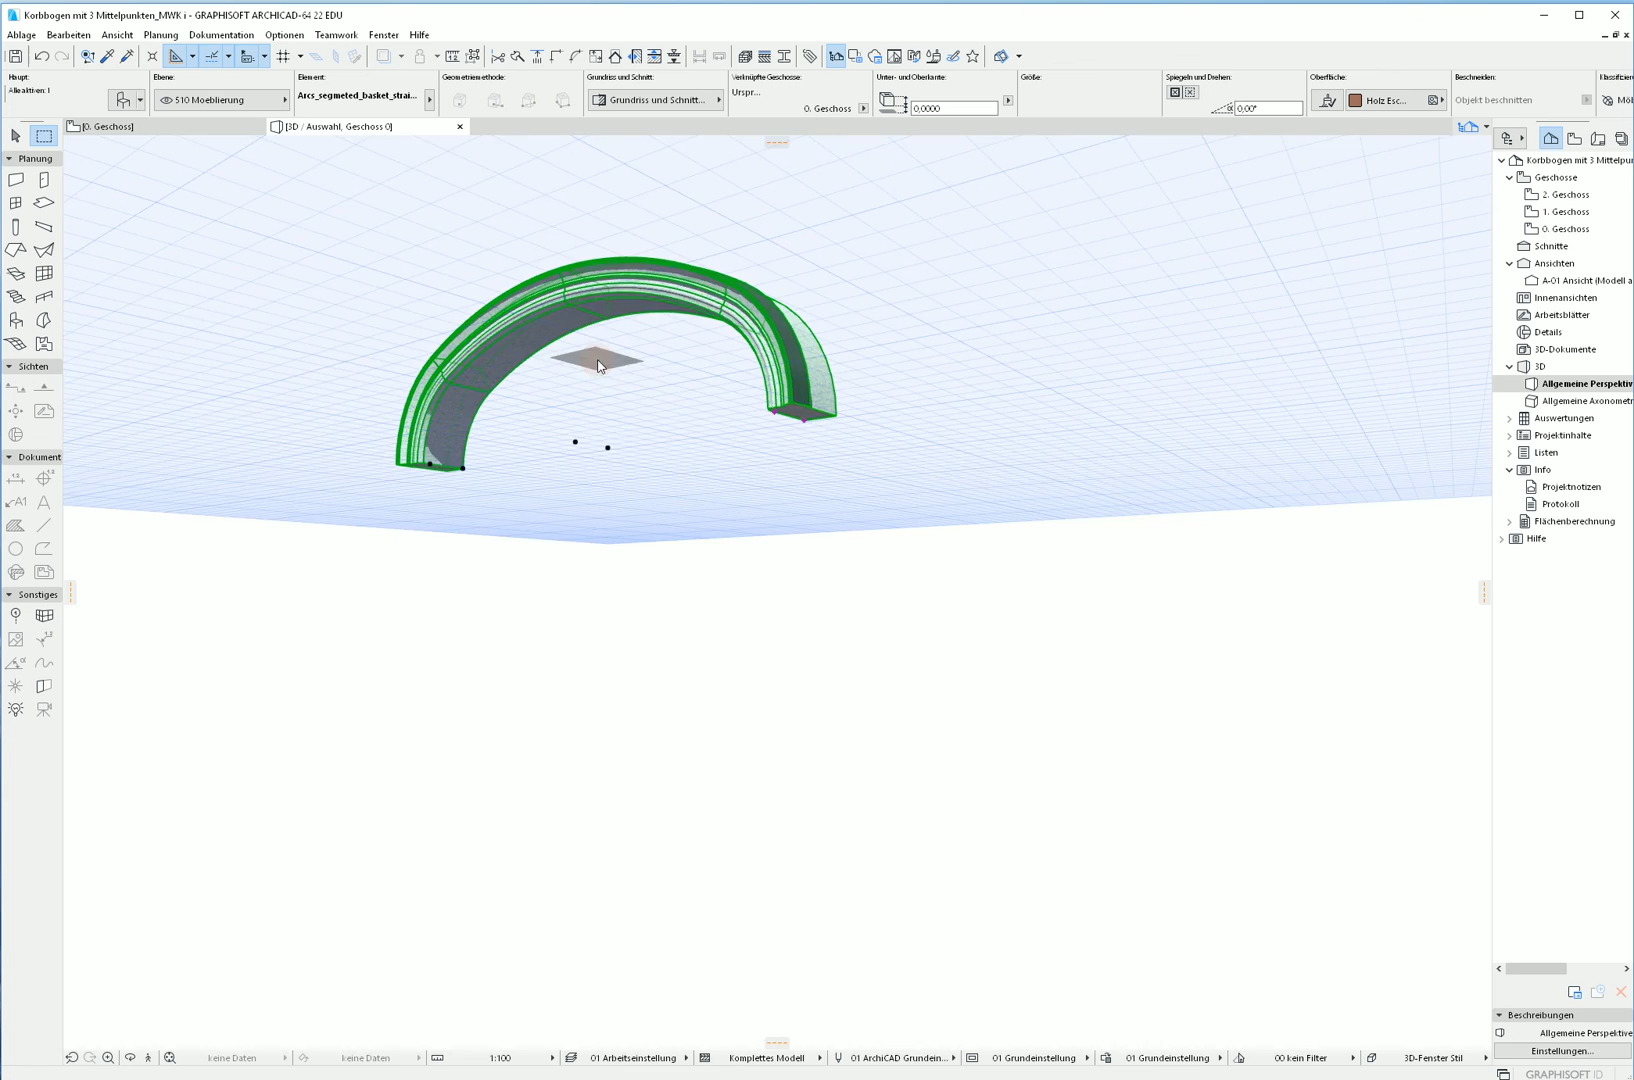 Korbbogen mit 3 Mittelpunkten_MWK i - GRAPHISOFT ARCHICAD-64 22 EDU
Ablage Bearbeiten Ansicht Planung Dokumentation Optionen Teamwork Fenster Hilfe
Haupt: Ebene: Element: Geometriemethode: Grundriss und Schnitt: Verknüpfte Geschosse: Unter- und Oberkante: Größe: Spiegeln und Drehen: Oberfläche: Beschneiden: Klassifizier
Alle aktiven: 1
510 Moeblierung
Arcs_segmeted_basket_strai...
Grundriss und Schnitt...
Urspr...
0. Geschoss
0,0000
α 0,00°
Holz Esc...
Objekt beschnitten
Möl
[0. Geschoss]
[3D / Auswahl, Geschoss 0]
Planung
Sichten
Dokument
A1 A
Sonstiges
Korbbogen mit 3 Mittelpur
Geschosse
2. Geschoss
1. Geschoss
0. Geschoss
Schnitte
Ansichten
A-01 Ansicht (Modell a
Innenansichten
Arbeitsblätter
Details
3D-Dokumente
3D
Allgemeine Perspektiv
Allgemeine Axonometr
Auswertungen
Projektinhalte
Listen
Info
Projektnotizen
Protokoll
Flächenberechnung
Hilfe
Beschreibungen
Allgemeine Perspektive
Einstellungen...
keine Daten keine Daten 1:100 01 Arbeitseinstellung Komplettes Modell 01 ArchiCAD Grundein... 01 Grundeinstellung 01 Grundeinstellung 00 kein Filter 3D-Fenster Stil
GRAPHISOFT ID